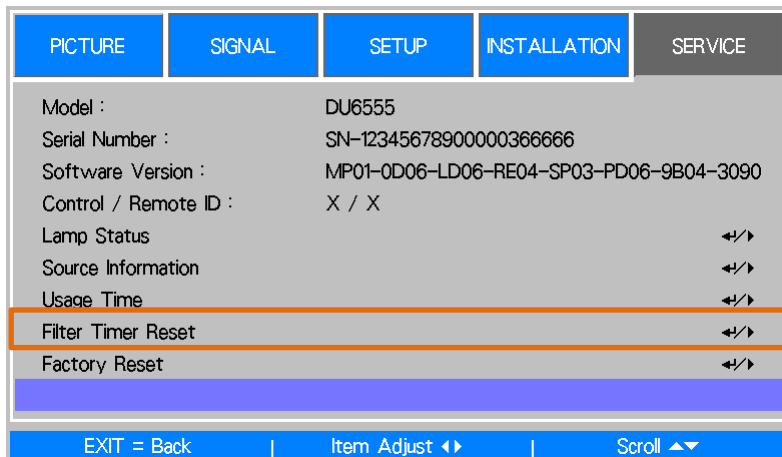 PICTURE SIGNAL SETUP INSTALLATION SERVICE
Model : DU6555
Serial Number : SN-12345678900000366666
Software Version : MP01-0D06-LD06-RE04-SP03-PD06-9B04-3090
Control / Remote ID : X / X
Lamp Status
Source Information
Usage Time
Filter Timer Reset
Factory Reset
EXIT = Back | Item Adjust | Scroll